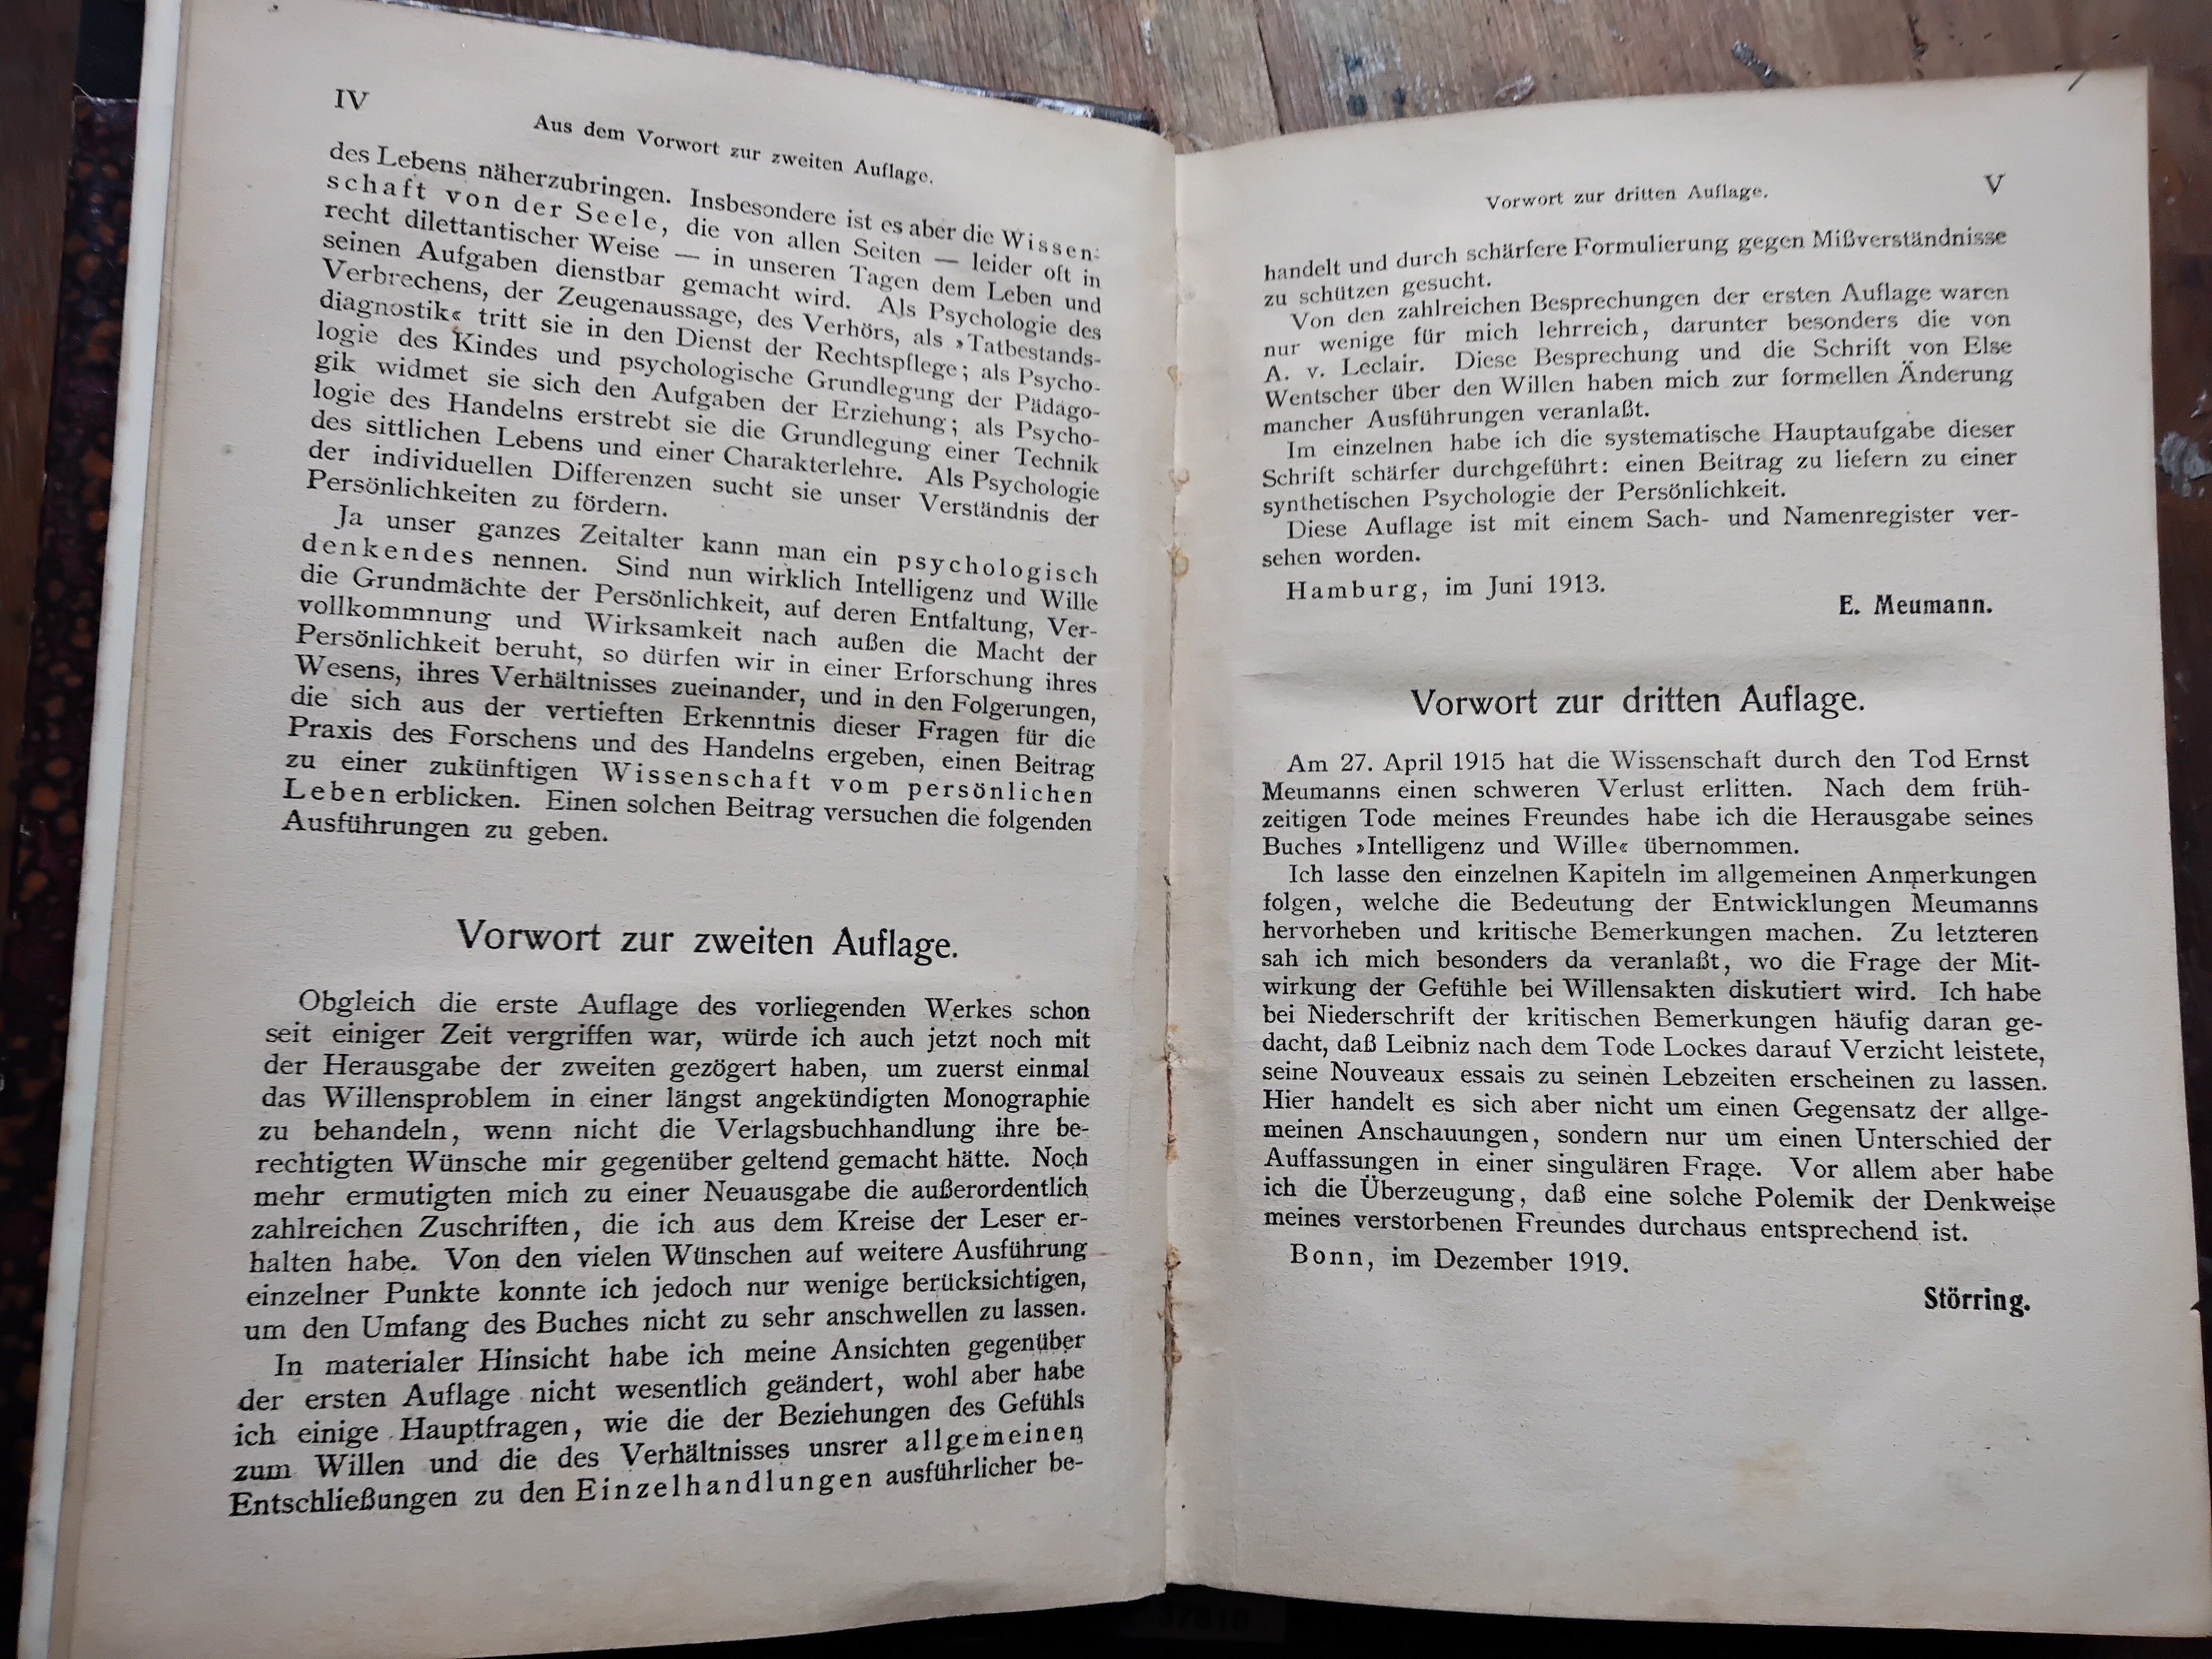 IV
Aus dem Vorwort zur zweiten Auflage.
des Lebens näherzubringen. Insbesondere ist es aber die Wissen-
schaft von der Seele, die von allen Seiten — leider oft in
recht dilettantischer Weise — in unseren Tagen dem Leben und
seinen Aufgaben dienstbar gemacht wird. Als Psychologie des
Verbrechens, der Zeugenaussage, des Verhörs, als »Tatbestands-
diagnostik« tritt sie in den Dienst der Rechtspflege; als Psycho-
logie des Kindes und psychologische Grundlegung der Pädago-
gik widmet sie sich den Aufgaben der Erziehung; als Psycho-
logie des Handelns erstrebt sie die Grundlegung einer Technik
des sittlichen Lebens und einer Charakterlehre. Als Psychologie
der individuellen Differenzen sucht sie unser Verständnis der
Persönlichkeiten zu fördern.
Ja unser ganzes Zeitalter kann man ein psychologisch
denkendes nennen. Sind nun wirklich Intelligenz und Wille
die Grundmächte der Persönlichkeit, auf deren Entfaltung, Ver-
vollkommnung und Wirksamkeit nach außen die Macht der
Persönlichkeit beruht, so dürfen wir in einer Erforschung ihres
Wesens, ihres Verhältnisses zueinander, und in den Folgerungen,
die sich aus der vertieften Erkenntnis dieser Fragen für die
Praxis des Forschens und des Handelns ergeben, einen Beitrag
zu einer zukünftigen Wissenschaft vom persönlichen
Leben erblicken. Einen solchen Beitrag versuchen die folgenden
Ausführungen zu geben.
Vorwort zur zweiten Auflage.
Obgleich die erste Auflage des vorliegenden Werkes schon
seit einiger Zeit vergriffen war, würde ich auch jetzt noch mit
der Herausgabe der zweiten gezögert haben, um zuerst einmal
das Willensproblem in einer längst angekündigten Monographie
zu behandeln, wenn nicht die Verlagsbuchhandlung ihre be-
rechtigten Wünsche mir gegenüber geltend gemacht hätte. Noch
mehr ermutigten mich zu einer Neuausgabe die außerordentlich
zahlreichen Zuschriften, die ich aus dem Kreise der Leser er-
halten habe. Von den vielen Wünschen auf weitere Ausführung
einzelner Punkte konnte ich jedoch nur wenige berücksichtigen,
um den Umfang des Buches nicht zu sehr anschwellen zu lassen.
In materialer Hinsicht habe ich meine Ansichten gegenüber
der ersten Auflage nicht wesentlich geändert, wohl aber habe
ich einige Hauptfragen, wie die der Beziehungen des Gefühls
zum Willen und die des Verhältnisses unsrer allgemeinen
Entschließungen zu den Einzelhandlungen ausführlicher be-
Vorwort zur dritten Auflage.
V
handelt und durch schärfere Formulierung gegen Mißverständnisse
zu schützen gesucht.
Von den zahlreichen Besprechungen der ersten Auflage waren
nur wenige für mich lehrreich, darunter besonders die von
A. v. Leclair. Diese Besprechung und die Schrift von Else
Wentscher über den Willen haben mich zur formellen Änderung
mancher Ausführungen veranlaßt.
Im einzelnen habe ich die systematische Hauptaufgabe dieser
Schrift schärfer durchgeführt: einen Beitrag zu liefern zu einer
synthetischen Psychologie der Persönlichkeit.
Diese Auflage ist mit einem Sach- und Namenregister ver-
sehen worden.
Hamburg, im Juni 1913.
E. Meumann.
Vorwort zur dritten Auflage.
Am 27. April 1915 hat die Wissenschaft durch den Tod Ernst
Meumanns einen schweren Verlust erlitten. Nach dem früh-
zeitigen Tode meines Freundes habe ich die Herausgabe seines
Buches »Intelligenz und Wille« übernommen.
Ich lasse den einzelnen Kapiteln im allgemeinen Anmerkungen
folgen, welche die Bedeutung der Entwicklungen Meumanns
hervorheben und kritische Bemerkungen machen. Zu letzteren
sah ich mich besonders da veranlaßt, wo die Frage der Mit-
wirkung der Gefühle bei Willensakten diskutiert wird. Ich habe
bei Niederschrift der kritischen Bemerkungen häufig daran ge-
dacht, daß Leibniz nach dem Tode Lockes darauf Verzicht leistete,
seine Nouveaux essais zu seinen Lebzeiten erscheinen zu lassen.
Hier handelt es sich aber nicht um einen Gegensatz der allge-
meinen Anschauungen, sondern nur um einen Unterschied der
Auffassungen in einer singulären Frage. Vor allem aber habe
ich die Überzeugung, daß eine solche Polemik der Denkweise
meines verstorbenen Freundes durchaus entsprechend ist.
Bonn, im Dezember 1919.
Störring.